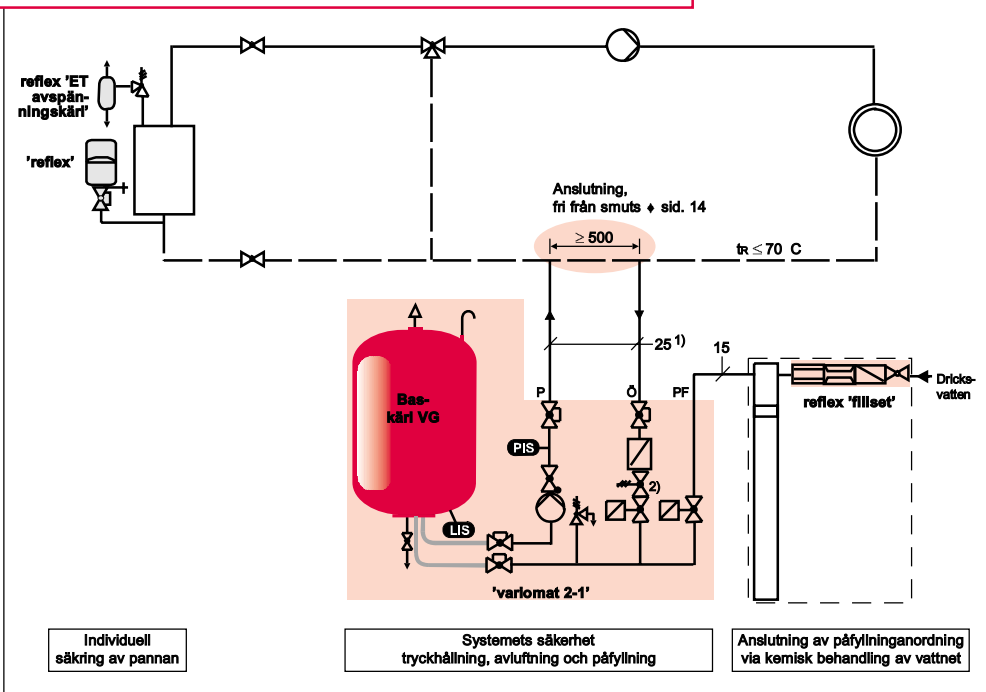 reflex 'ET
avspän-
ningskärl'
'reflex'
Anslutning,
fri från smuts ♦ sid. 14
≥ 500
tR ≤ 70 C
25 1)
15
P
Ö
PF
Dricks-
vatten
reflex 'fillset'
Bas-
kärl VG
PIS
2)
LIS
'variomat 2-1'
Individuell
säkring av pannan
Systemets säkerhet
tryckhållning, avluftning och påfyllning
Anslutning av påfyllninganordning
via kemisk behandling av vattnet